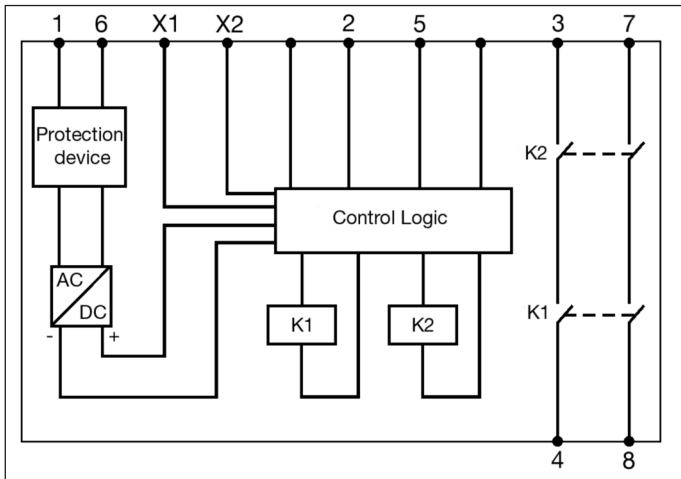 1 6 X1 X2 2 5 3 7
Protection
device
K2
Control Logic
AC
DC
- +
K1 K2 K1
4 8